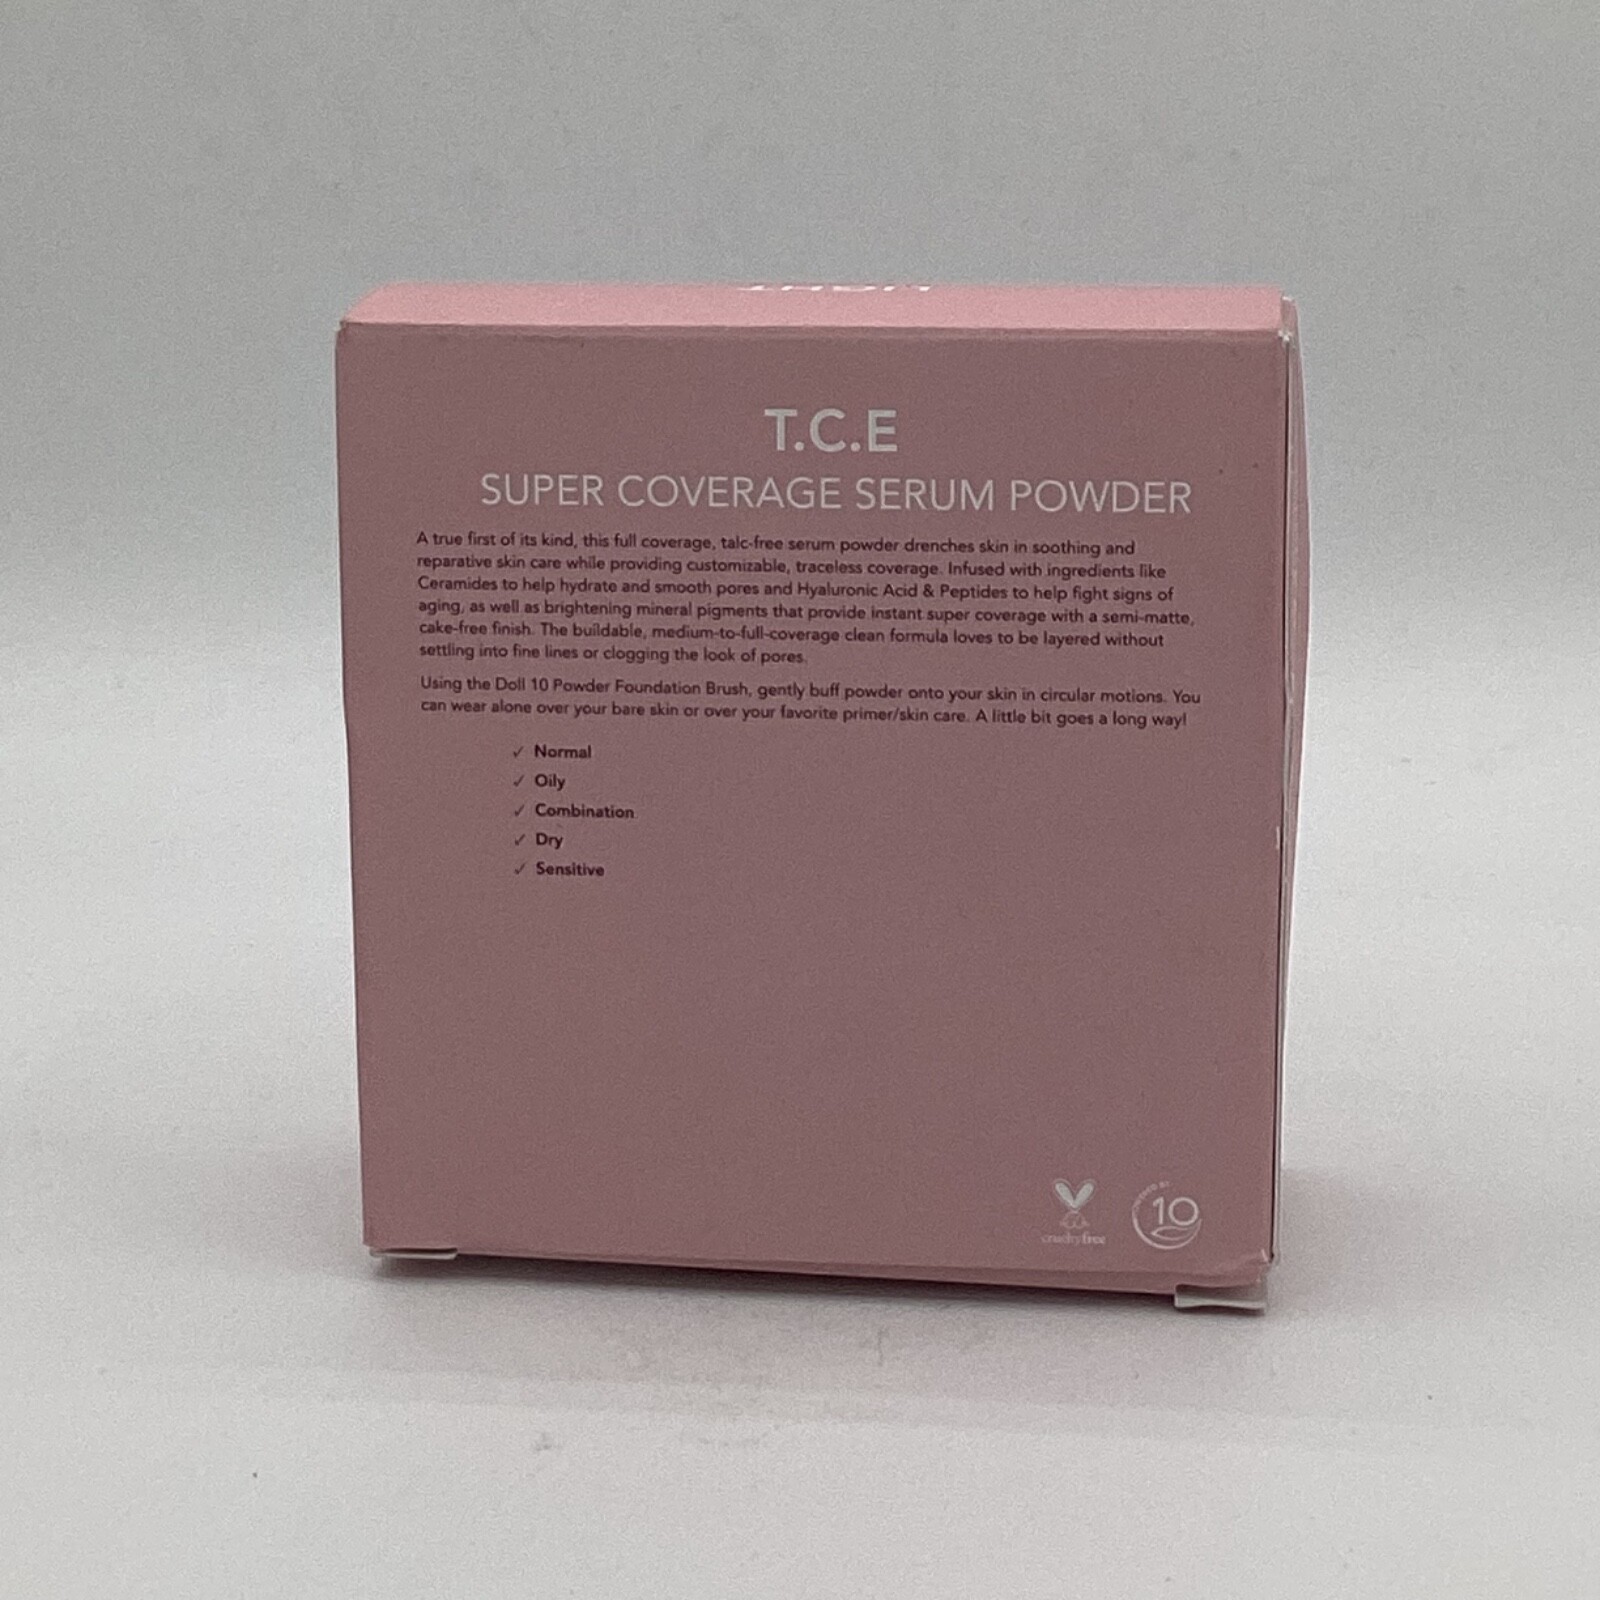 LIGHT
T.C.E
SUPER COVERAGE SERUM POWDER
A true first of its kind, this full coverage, talc-free serum powder drenches skin in soothing and
reparative skin care while providing customizable, traceless coverage. Infused with ingredients like
Ceramides to help hydrate and smooth pores and Hyaluronic Acid & Peptides to help fight signs of
aging, as well as brightening mineral pigments that provide instant super coverage with a semi-matte,
cake-free finish. The buildable, medium-to-full-coverage clean formula loves to be layered without
settling into fine lines or clogging the look of pores.
Using the Doll 10 Powder Foundation Brush, gently buff powder onto your skin in circular motions. You
can wear alone over your bare skin or over your favorite primer/skin care. A little bit goes a long way!
✓ Normal
✓ Oily
✓ Combination
✓ Dry
✓ Sensitive
crueltyfree
10